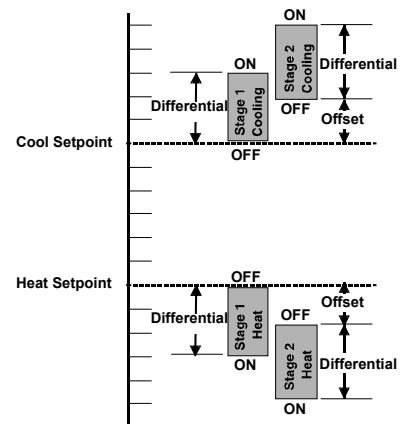 ON
ON
Stage 2
Cooling
Differential
Stage 1
Cooling
Differential
OFF
Offset
Cool Setpoint
OFF
Heat Setpoint
OFF
Offset
Differential
Stage 1
Heat
OFF
Stage 2
Heat
Differential
ON
ON